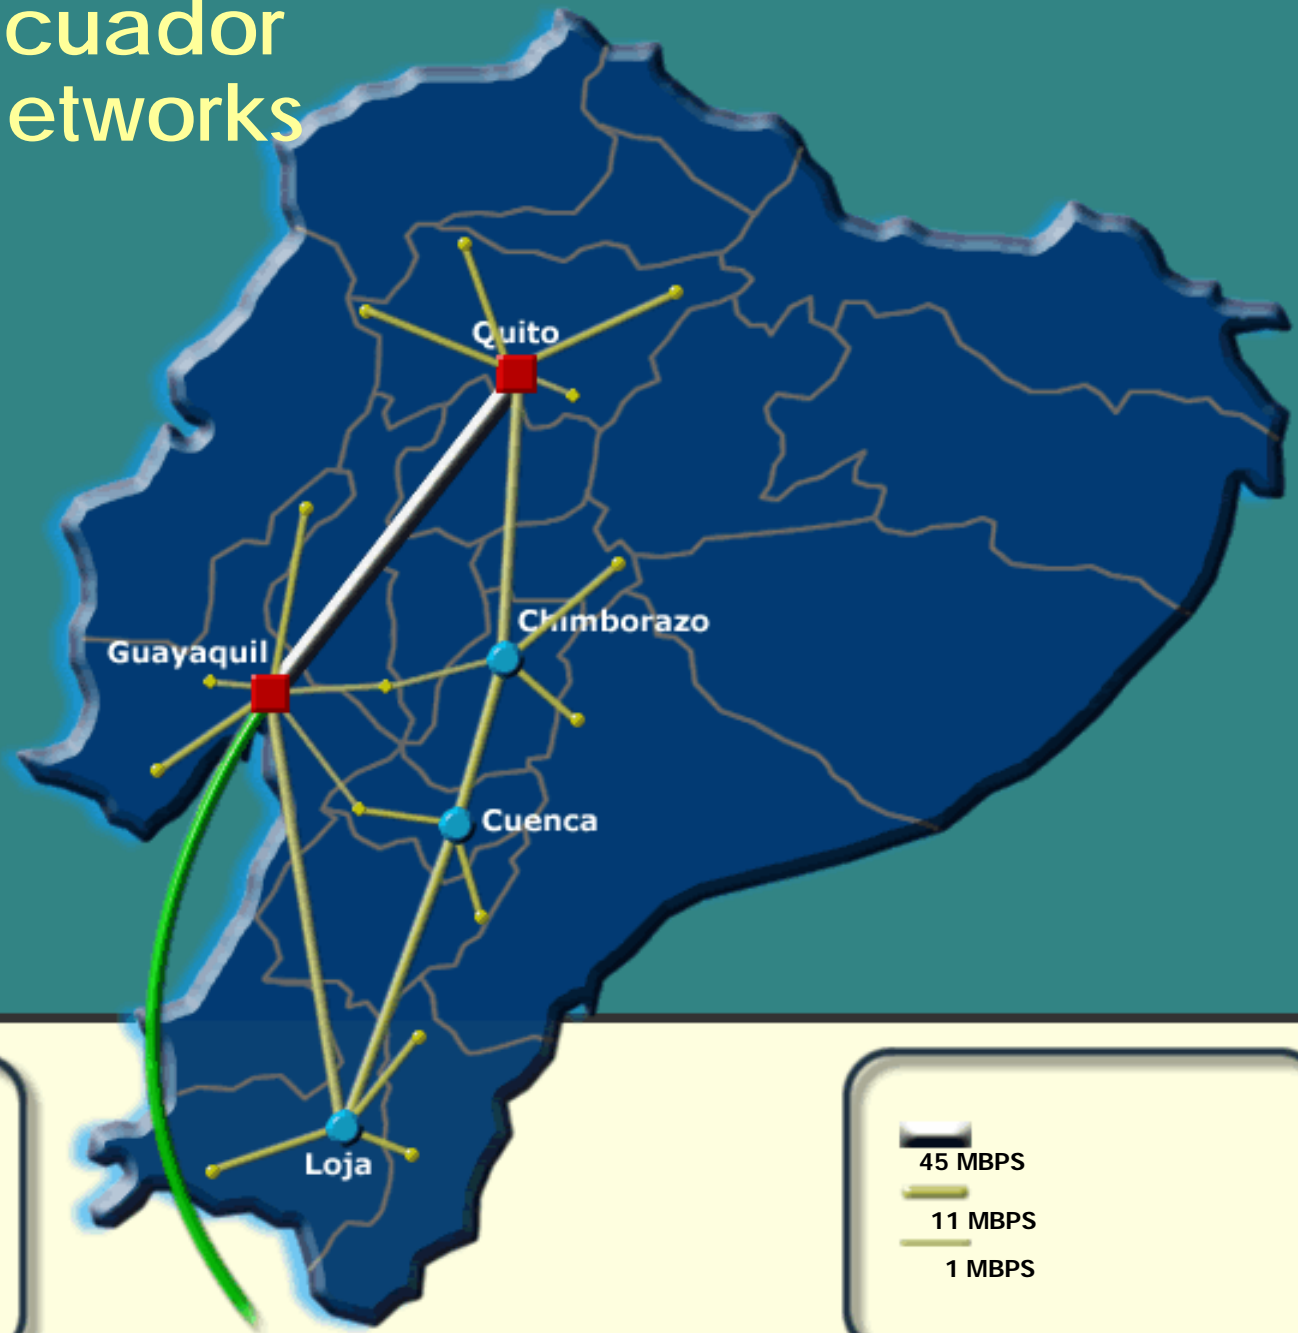 cuador
etworks
Quito
Chimborazo
Guayaquil
Cuenca
Loja
45 MBPS
11 MBPS
1 MBPS